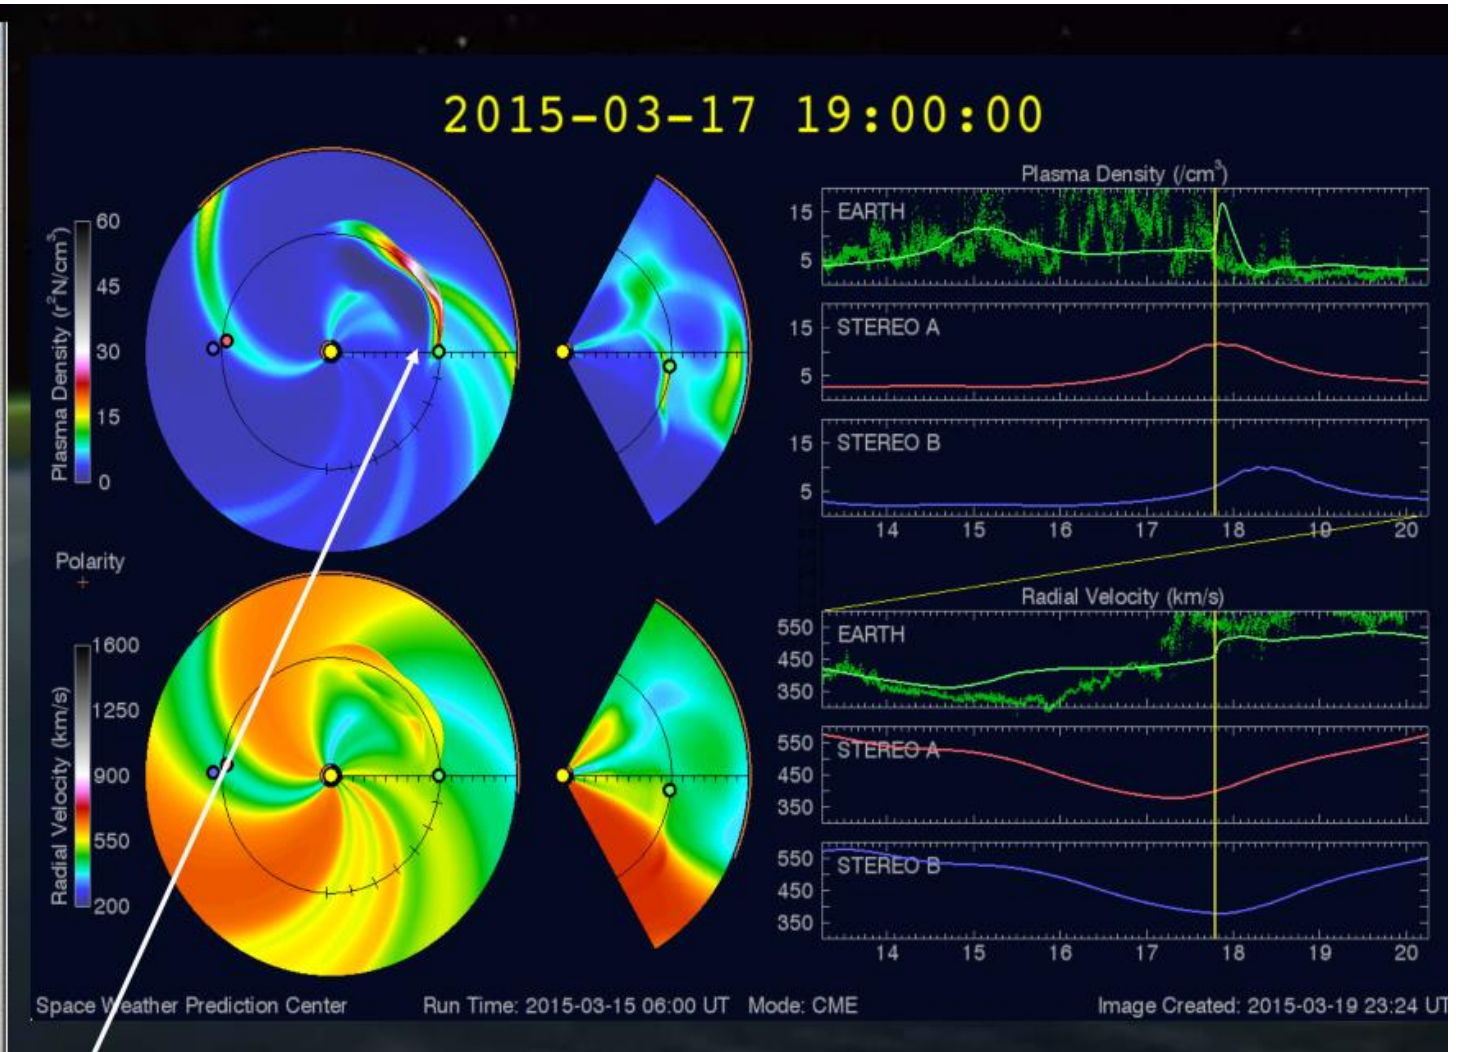 2015-03-17 19:00:00
Plasma Density (r²N/cm³)
60
45
30
15
0
Plasma Density (/cm³)
EARTH
15
5
STEREO A
15
5
STEREO B
15
5
14 15 16 17 18 19 20
Polarity
+
Radial Velocity (km/s)
1600
1250
900
550
200
Radial Velocity (km/s)
EARTH
550
450
350
STEREO A
550
450
350
STEREO B
550
450
350
14 15 16 17 18 19 20
Space Weather Prediction Center Run Time: 2015-03-15 06:00 UT Mode: CME Image Created: 2015-03-19 23:24 UT